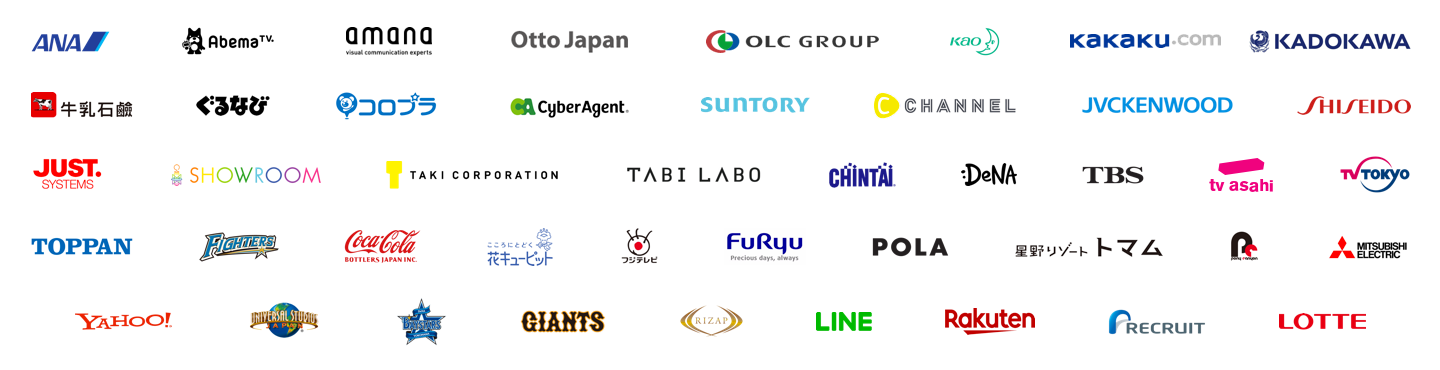 ANA
AbemaTV.
amana
visual communication experts
Otto Japan
OLC GROUP
Kao
kakaku.com
KADOKAWA
牛乳石鹸
ぐるなび
コロプラ
CyberAgent
SUNTORY
C CHANNEL
JVCKENWOOD
SHISEIDO
JUST.
SYSTEMS
SHOWROOM
TAKI CORPORATION
TABI LABO
CHINTAI
:DeNA
TBS
tv asahi
TV TOKYO
TOPPAN
FIGHTERS
Coca-Cola
BOTTLERS JAPAN INC.
こころにとどく
花キューピット
フジテレビ
FuRyu
Precious days, always
POLA
星野リゾート トマム
MITSUBISHI
ELECTRIC
YAHOO!
UNIVERSAL STUDIOS
JAPAN
GIANTS
RIZAP
LINE
Rakuten
RECRUIT
LOTTE